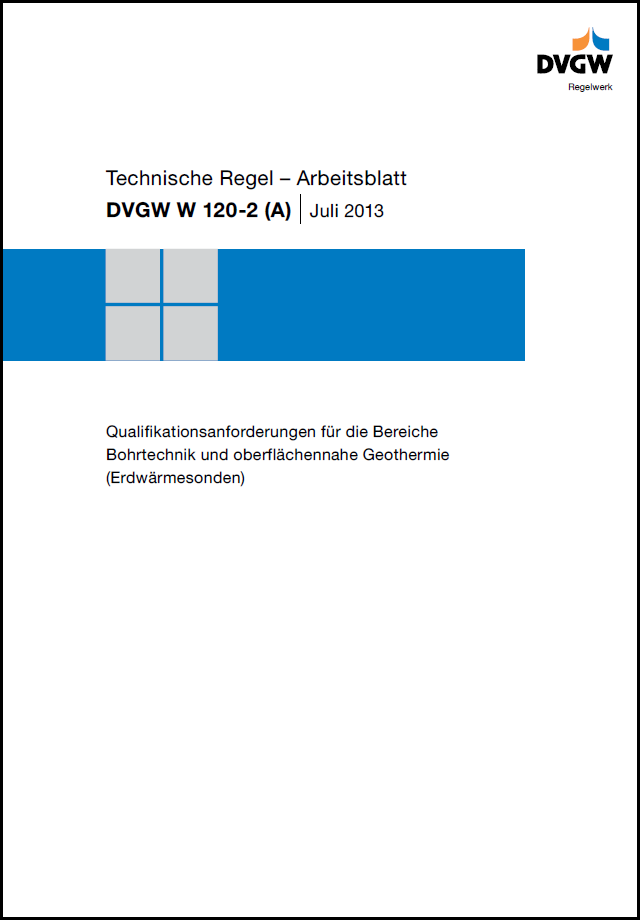 DVGW
Regelwerk
Technische Regel – Arbeitsblatt
DVGW W 120-2 (A) | Juli 2013
Qualifikationsanforderungen für die Bereiche
Bohrtechnik und oberflächennahe Geothermie
(Erdwärmesonden)